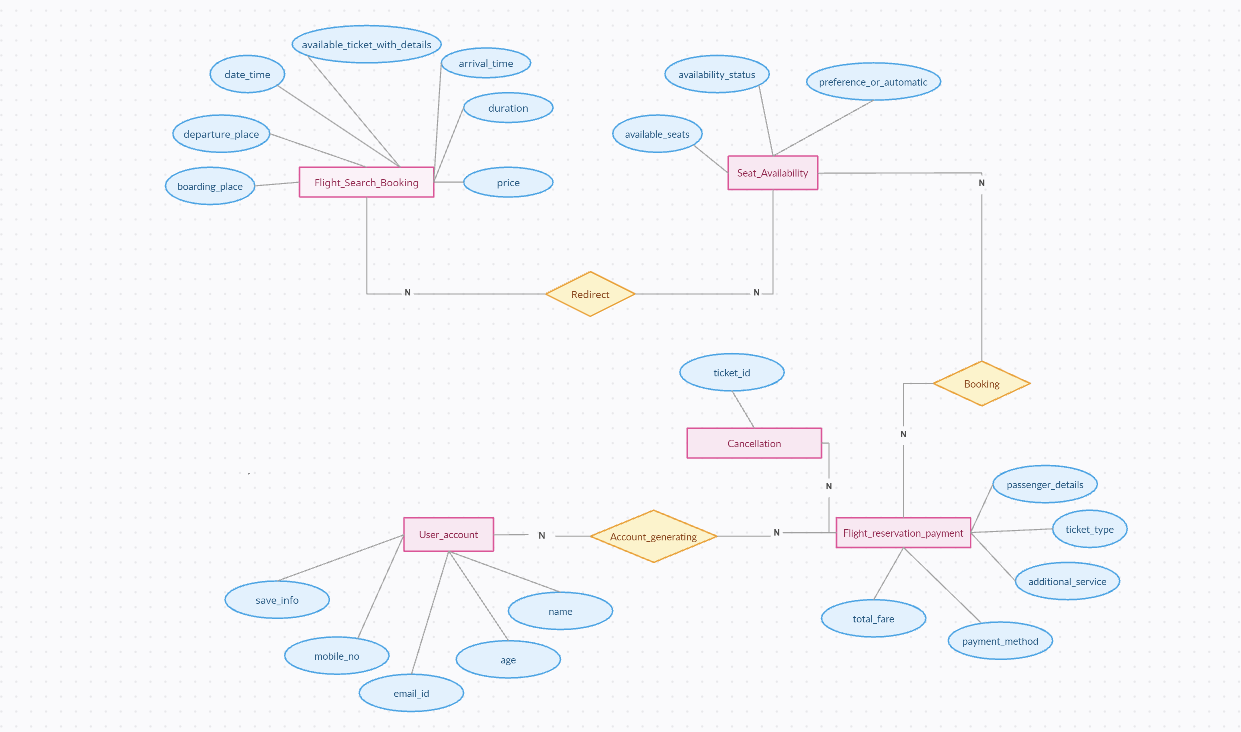 available_ticket_with_details
date_time
arrival_time
duration
departure_place
boarding_place
Flight_Search_Booking
price
availability_status
preference_or_automatic
available_seats
Seat_Availability
N
N
Redirect
N
ticket_id
Booking
Cancellation
N
N
passenger_details
User_account
N
Account_generating
N
Flight_reservation_payment
ticket_type
additional_service
save_info
name
total_fare
payment_method
mobile_no
age
email_id